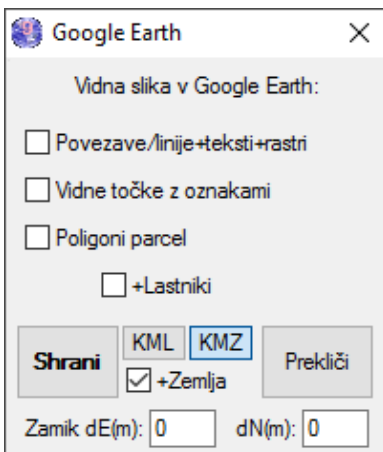 Google Earth
Vidna slika v Google Earth:
Povezave/linije+teksti+rastri
Vidne točke z oznakami
Poligoni parcel
+Lastniki
Shrani KML KMZ Prekliči
+Zemlja
Zamik dE(m): 0 dN(m): 0